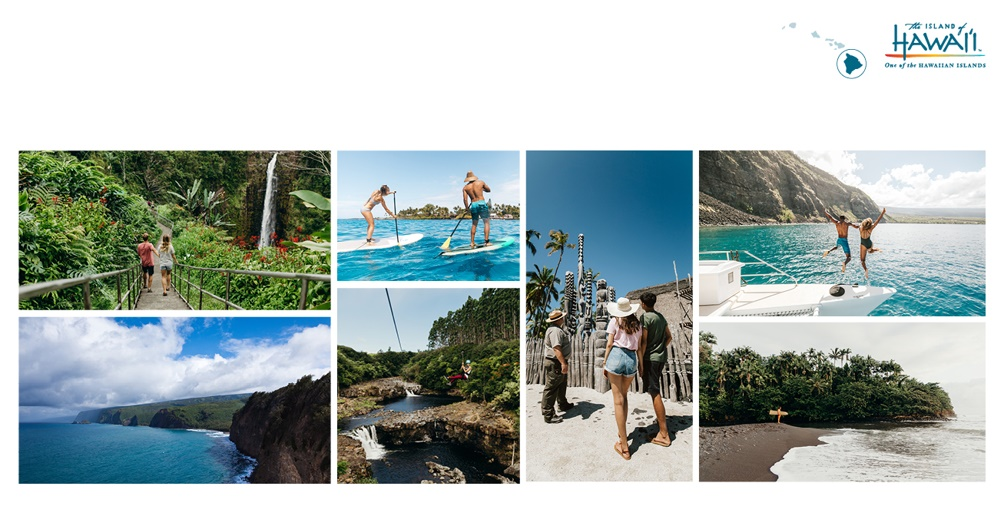 The ISLAND of
HAWAI'I
One of the HAWAIIAN ISLANDS